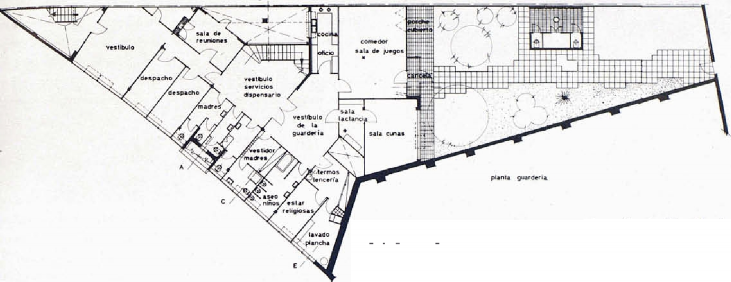 vestíbulo
sala de
reuniones
cocina
oficio
comedor
sala de juegos
porche
cubierto
cancela
despacho
despacho
madres
vestíbulo
servicios
dispensario
vestíbulo
de la
guardería
sala
lactancia
sala cunas
vestidor
madres
termos
lencería
aseo
niños
estar
religiosas
lavado
plancha
planta guardería
A
C
E